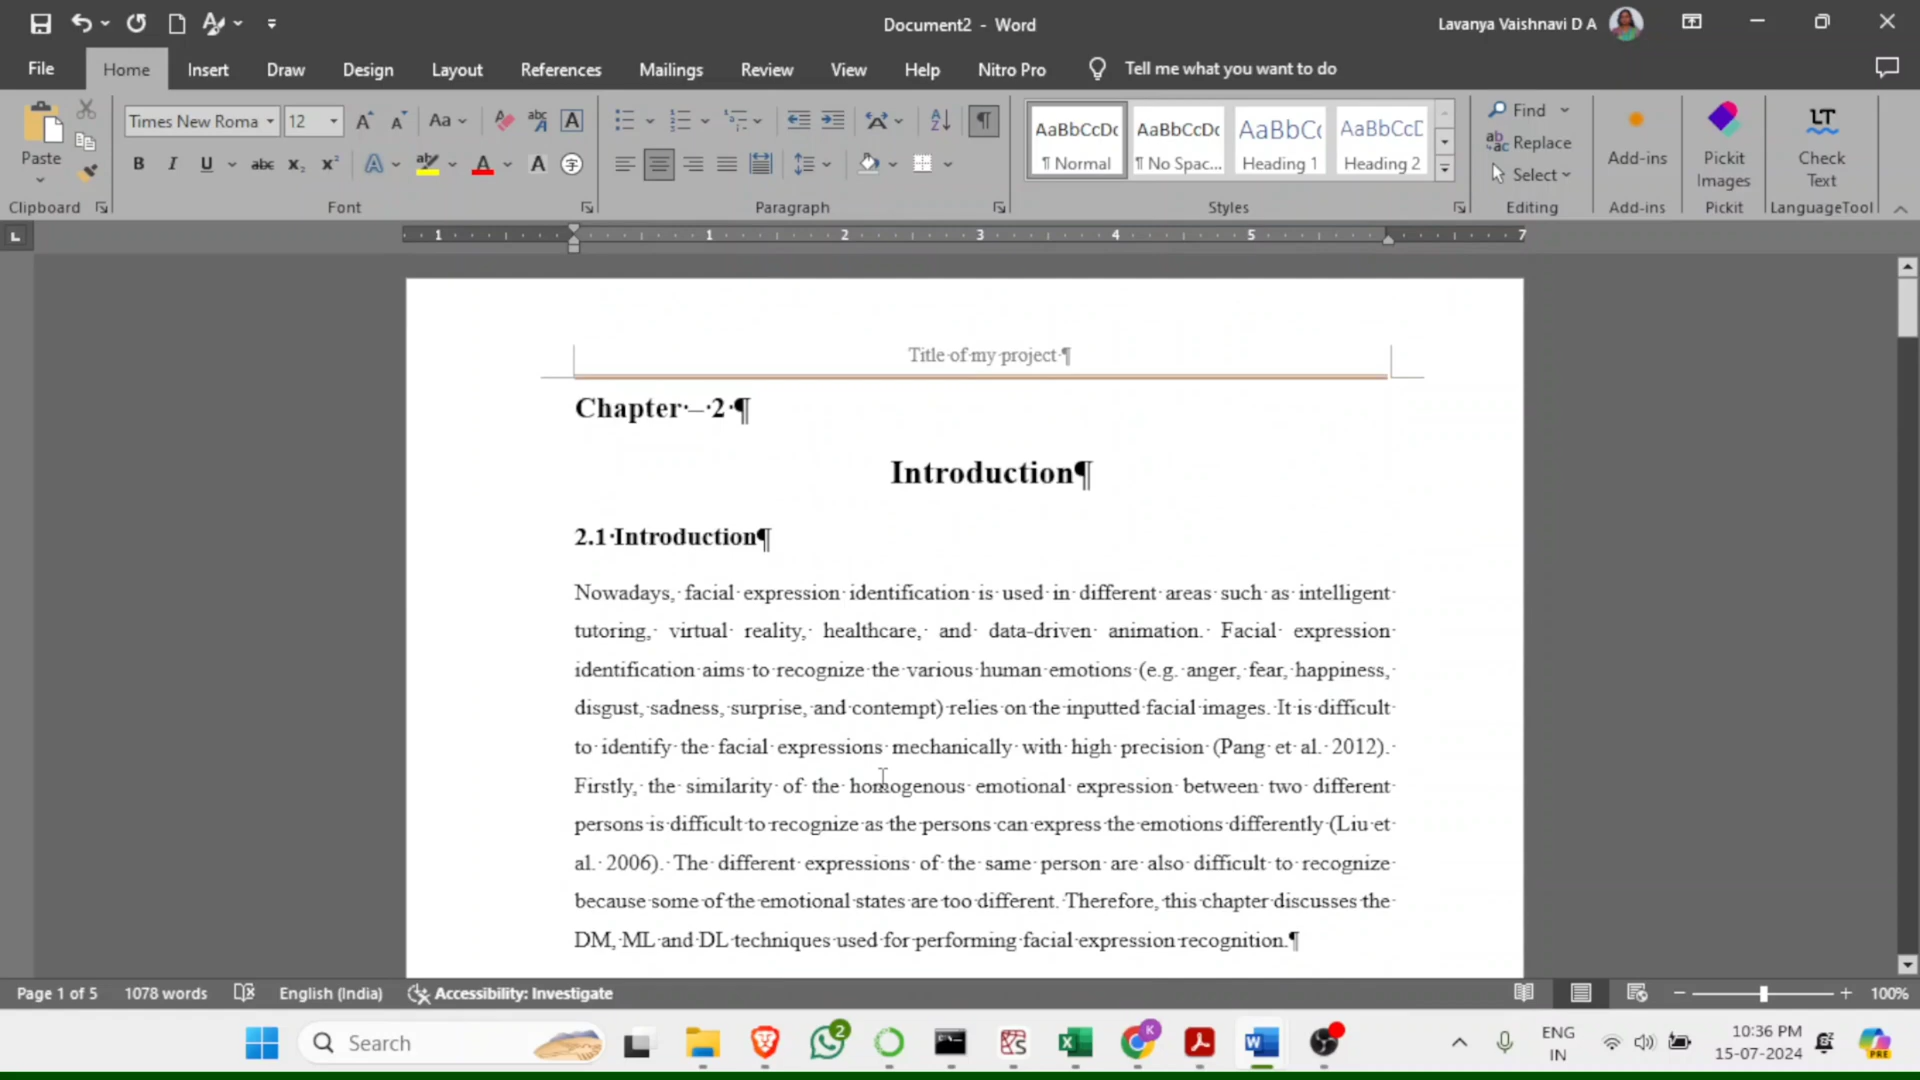 Document2 - Word
Lavanya Vaishnavi D A
File Home Insert Draw Design Layout References Mailings Review View Help Nitro Pro Tell me what you want to do
Paste
Times New Roma 12
Aa
AaBbCcDc AaBbCcDc AaBbCc AaBbCcD
¶ Normal ¶ No Spac... Heading 1 Heading 2
Find
Replace
Select
Add-ins
Pickit Images
Check Text
Clipboard Font Paragraph Styles Editing Add-ins Pickit LanguageTool
1 1 2 3 4 5 7
Title of my project ¶
Chapter – 2 ¶
Introduction¶
2.1 Introduction¶
Nowadays, facial expression identification is used in different areas such as intelligent
tutoring, virtual reality, healthcare, and data-driven animation. Facial expression
identification aims to recognize the various human emotions (e.g. anger, fear, happiness,
disgust, sadness, surprise, and contempt) relies on the inputted facial images. It is difficult
to identify the facial expressions mechanically with high precision (Pang et al. 2012).
Firstly, the similarity of the homogenous emotional expression between two different
persons is difficult to recognize as the persons can express the emotions differently (Liu et
al. 2006). The different expressions of the same person are also difficult to recognize
because some of the emotional states are too different. Therefore, this chapter discusses the
DM, ML and DL techniques used for performing facial expression recognition.¶
Page 1 of 5 1078 words English (India) Accessibility: Investigate 100%
Search
2
K
ENG
IN
10:36 PM
15-07-2024
PRE